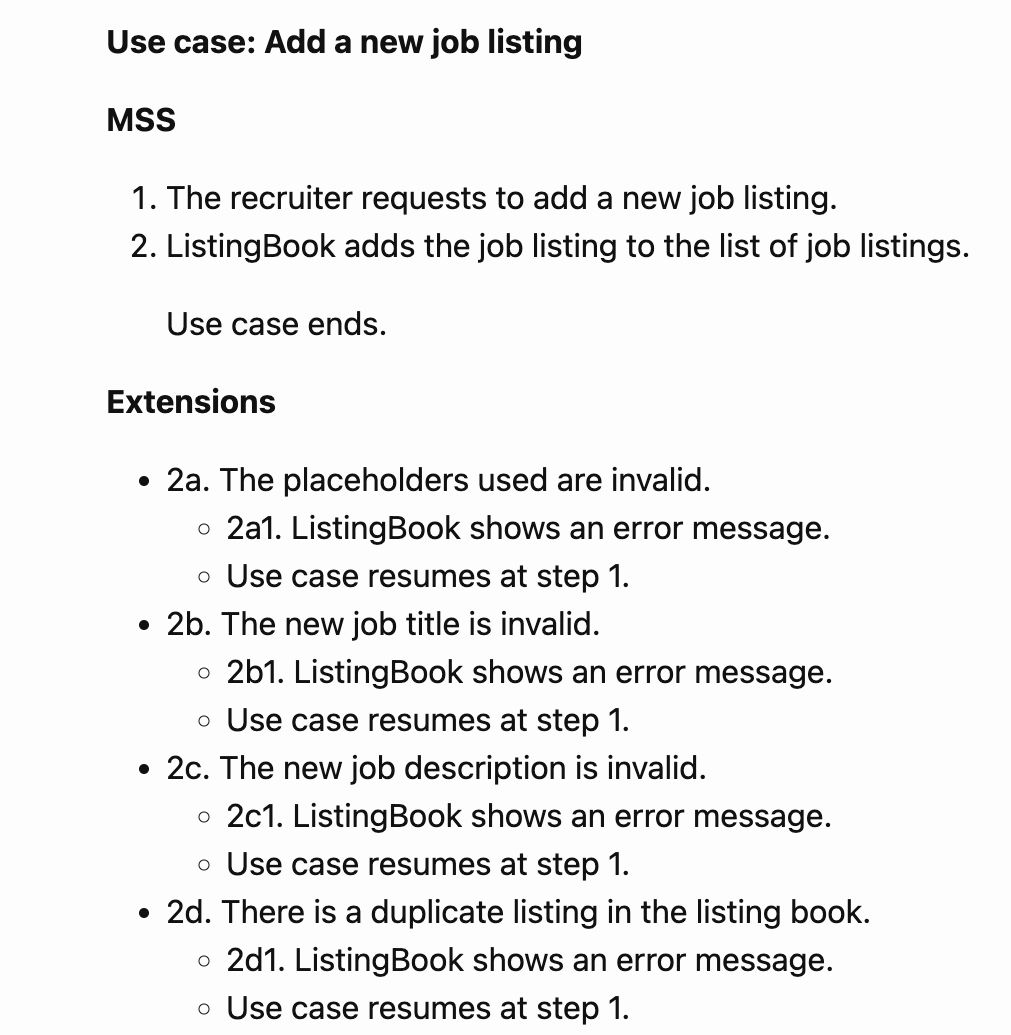 Use case: Add a new job listing
MSS
1. The recruiter requests to add a new job listing.
2. ListingBook adds the job listing to the list of job listings.
Use case ends.
Extensions
• 2a. The placeholders used are invalid.
◦ 2a1. ListingBook shows an error message.
◦ Use case resumes at step 1.
• 2b. The new job title is invalid.
◦ 2b1. ListingBook shows an error message.
◦ Use case resumes at step 1.
• 2c. The new job description is invalid.
◦ 2c1. ListingBook shows an error message.
◦ Use case resumes at step 1.
• 2d. There is a duplicate listing in the listing book.
◦ 2d1. ListingBook shows an error message.
◦ Use case resumes at step 1.